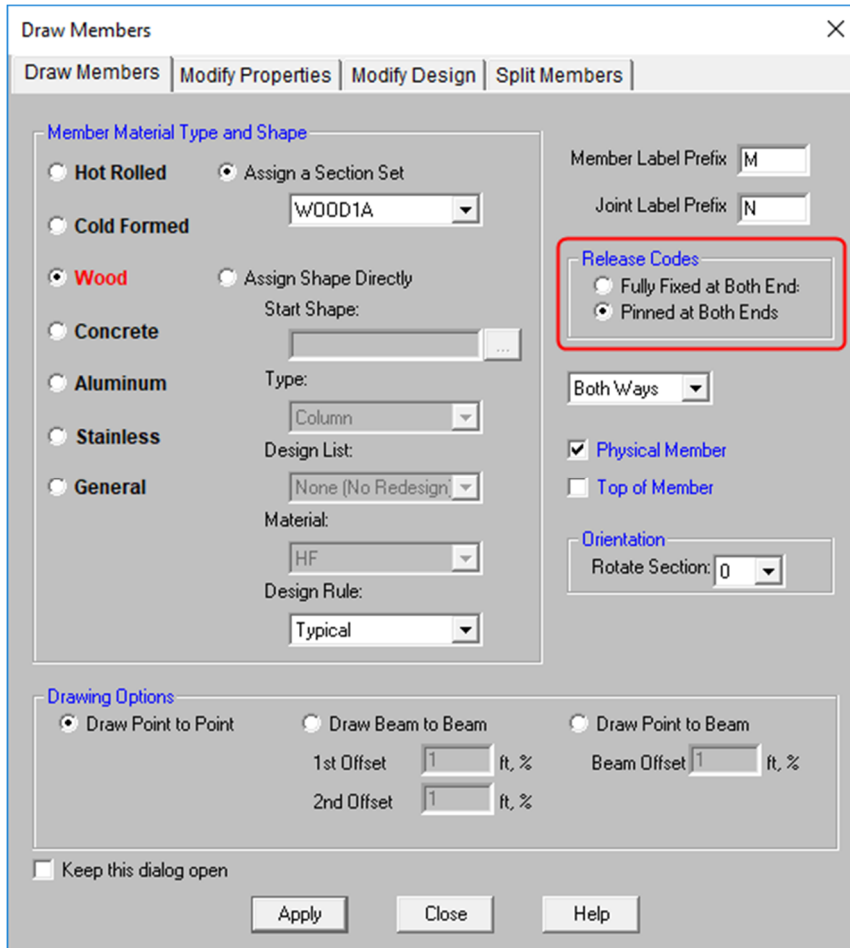 Draw Members
Draw Members Modify Properties Modify Design Split Members
Member Material Type and Shape
Hot Rolled
Cold Formed
Wood
Concrete
Aluminum
Stainless
General
Assign a Section Set
WOOD1A
Assign Shape Directly
Start Shape:
...
Type:
Column
Design List:
None (No Redesign)
Material:
HF
Design Rule:
Typical
Member Label Prefix M
Joint Label Prefix N
Release Codes
Fully Fixed at Both End:
Pinned at Both Ends
Both Ways
Physical Member
Top of Member
Orientation
Rotate Section: 0
Drawing Options
Draw Point to Point
Draw Beam to Beam
1st Offset 1 ft, %
2nd Offset 1 ft, %
Draw Point to Beam
Beam Offset 1 ft, %
Keep this dialog open
Apply Close Help